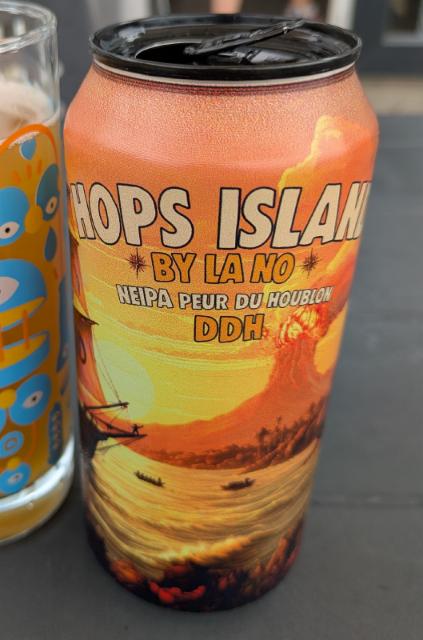 HOPS ISLAN
BY LA NO
NEIPA PEUR DU HOUBLON
DDH